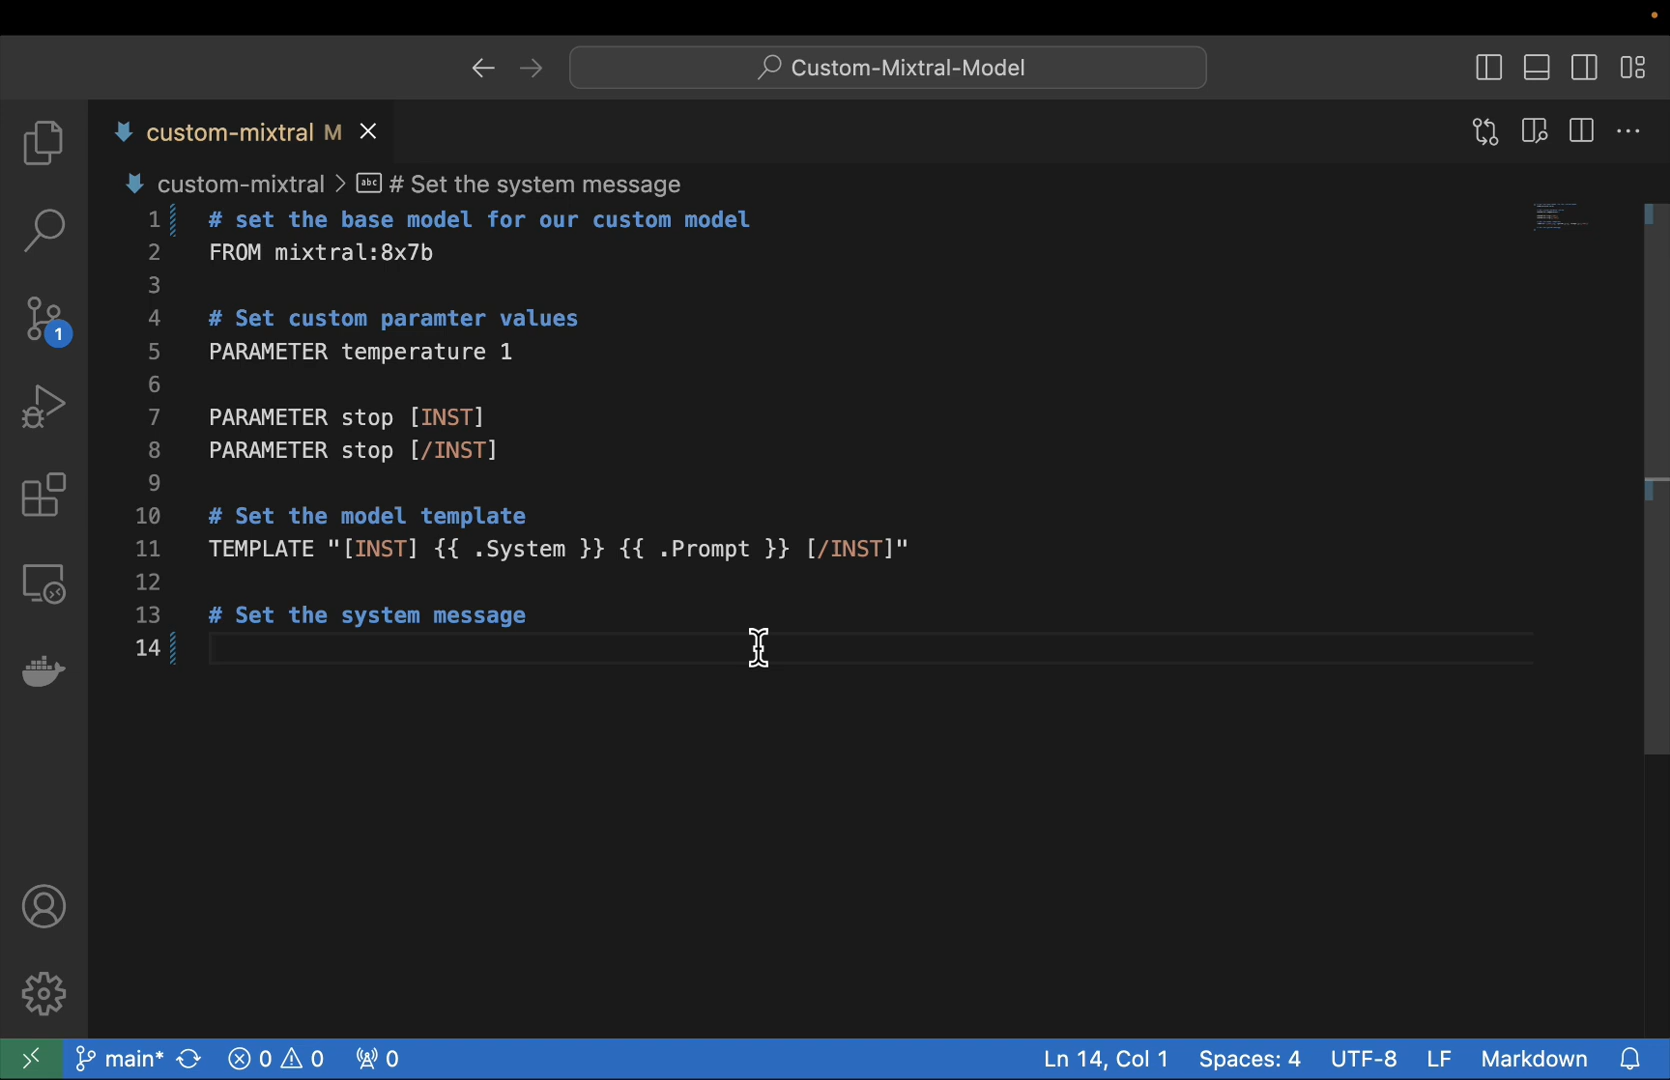 Custom-Mixtral-Model
custom-mixtral M
custom-mixtral > abc # Set the system message
1 # set the base model for our custom model
2 FROM mixtral:8x7b
3
4 # Set custom paramter values
5 PARAMETER temperature 1
6
7 PARAMETER stop [INST]
8 PARAMETER stop [/INST]
9
10 # Set the model template
11 TEMPLATE "[INST] {{ .System }} {{ .Prompt }} [/INST]"
12
13 # Set the system message
14
1
main* 0 0 0 Ln 14, Col 1 Spaces: 4 UTF-8 LF Markdown